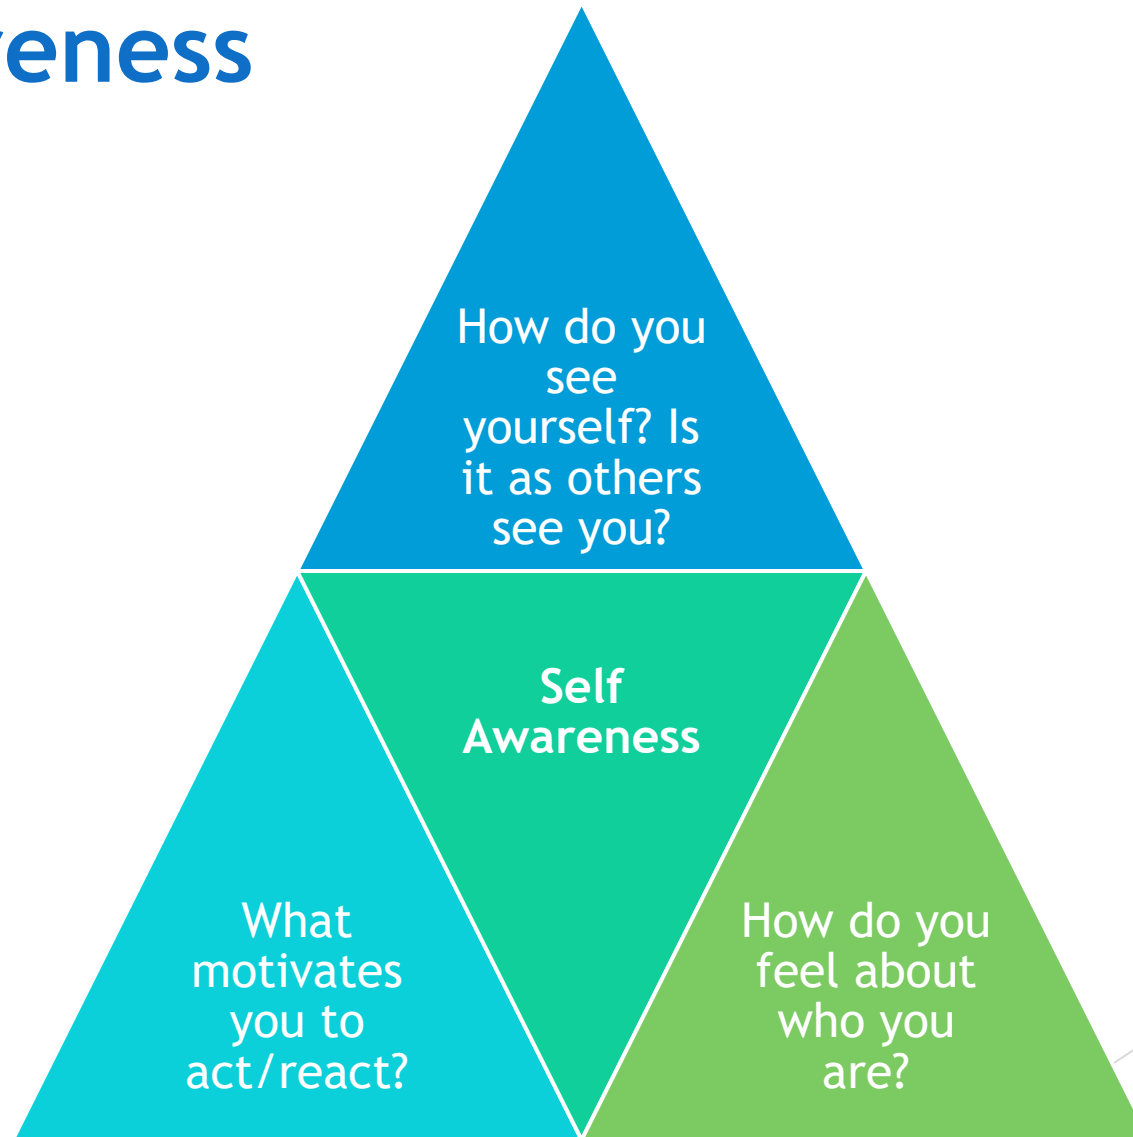 eness
How do you
see
yourself? Is
it as others
see you?
Self
Awareness
What
motivates
you to
act/react?
How do you
feel about
who you
are?